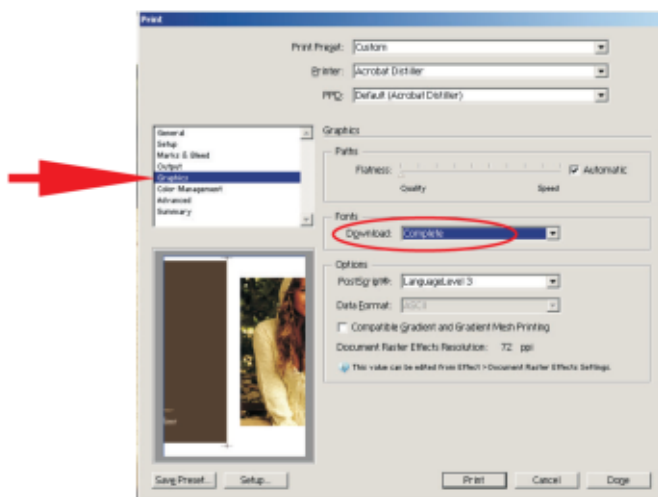 Print
Print Preset: Custom
Printer: Acrobat Distiller
PPD: Default (Acrobat Distiller)
General
Setup
Marks & Bleed
Output
Graphics
Color Management
Advanced
Summary
Graphics
Paths
Flatness: Automatic
Quality Speed
Fonts
Download: Complete
Options
PostScript®: LanguageLevel 3
Data Format: ASCII
Compatible Gradient and Gradient Mesh Printing
Document Raster Effects Resolution: 72 ppi
This value can be edited from Effect > Document Raster Effects Settings.
Save Preset... Setup... Print Cancel Done